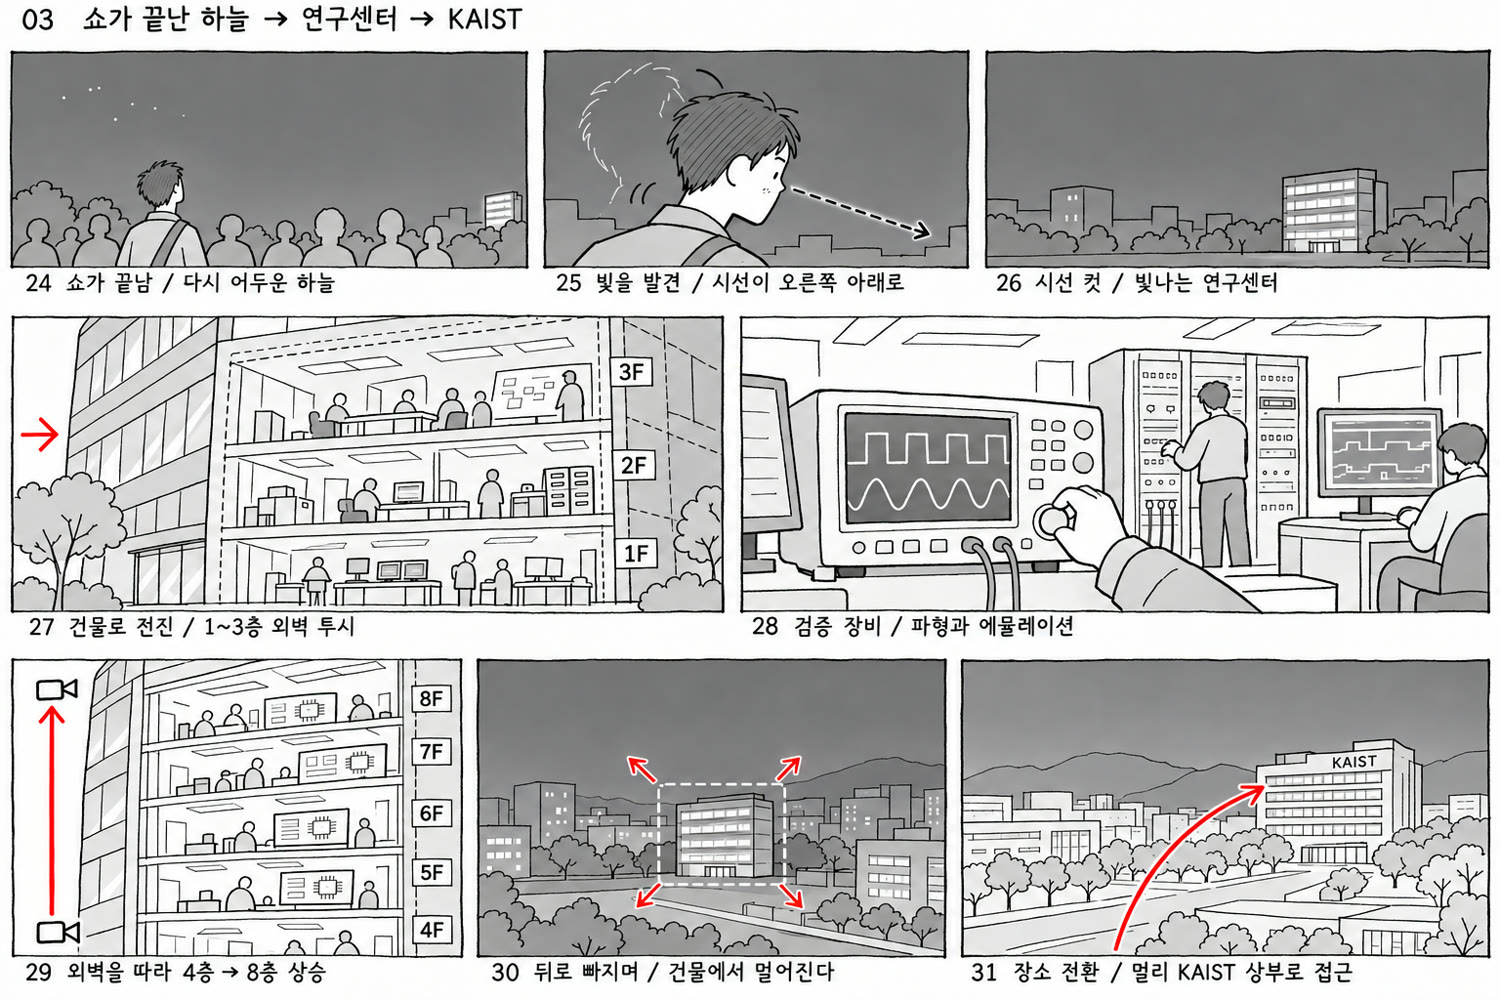 03 쇼가 끝난 하늘 → 연구센터 → KAIST
24 쇼가 끝남 / 다시 어두운 하늘
25 빛을 발견 / 시선이 오른쪽 아래로
26 시선 컷 / 빛나는 연구센터
3F
2F
1F
27 건물로 전진 / 1~3층 외벽 투시
28 검증 장비 / 파형과 에뮬레이션
8F
7F
6F
5F
4F
29 외벽을 따라 4층 → 8층 상승
30 뒤로 빠지며 / 건물에서 멀어진다
KAIST
31 장소 전환 / 멀리 KAIST 상부로 접근